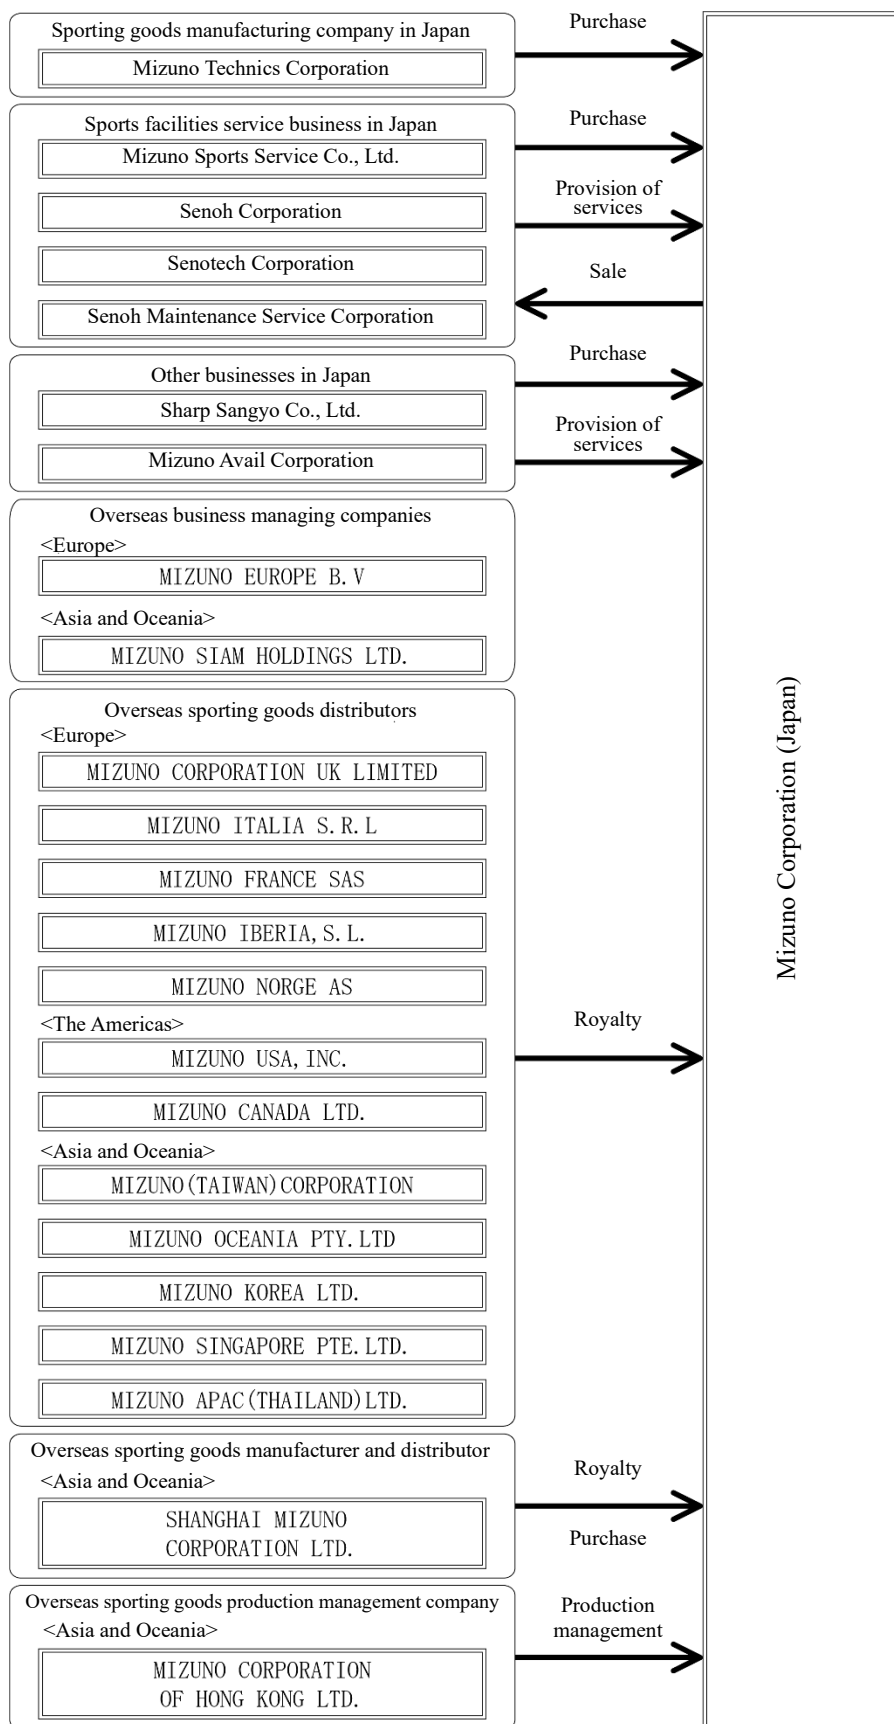 Sporting goods manufacturing company in Japan
Mizuno Technics Corporation
Purchase
Sports facilities service business in Japan
Mizuno Sports Service Co., Ltd.
Senoh Corporation
Senotech Corporation
Senoh Maintenance Service Corporation
Purchase
Provision of
services
Sale
Other businesses in Japan
Sharp Sangyo Co., Ltd.
Mizuno Avail Corporation
Purchase
Provision of
services
Overseas business managing companies
<Europe>
MIZUNO EUROPE B.V
<Asia and Oceania>
MIZUNO SIAM HOLDINGS LTD.
Overseas sporting goods distributors
<Europe>
MIZUNO CORPORATION UK LIMITED
MIZUNO ITALIA S.R.L
MIZUNO FRANCE SAS
MIZUNO IBERIA,S.L.
MIZUNO NORGE AS
<The Americas>
MIZUNO USA,INC.
MIZUNO CANADA LTD.
<Asia and Oceania>
MIZUNO(TAIWAN)CORPORATION
MIZUNO OCEANIA PTY.LTD
MIZUNO KOREA LTD.
MIZUNO SINGAPORE PTE.LTD.
MIZUNO APAC(THAILAND)LTD.
Royalty
Overseas sporting goods manufacturer and distributor
<Asia and Oceania>
SHANGHAI MIZUNO
CORPORATION LTD.
Royalty
Purchase
Overseas sporting goods production management company
<Asia and Oceania>
MIZUNO CORPORATION
OF HONG KONG LTD.
Production
management
Mizuno Corporation (Japan)